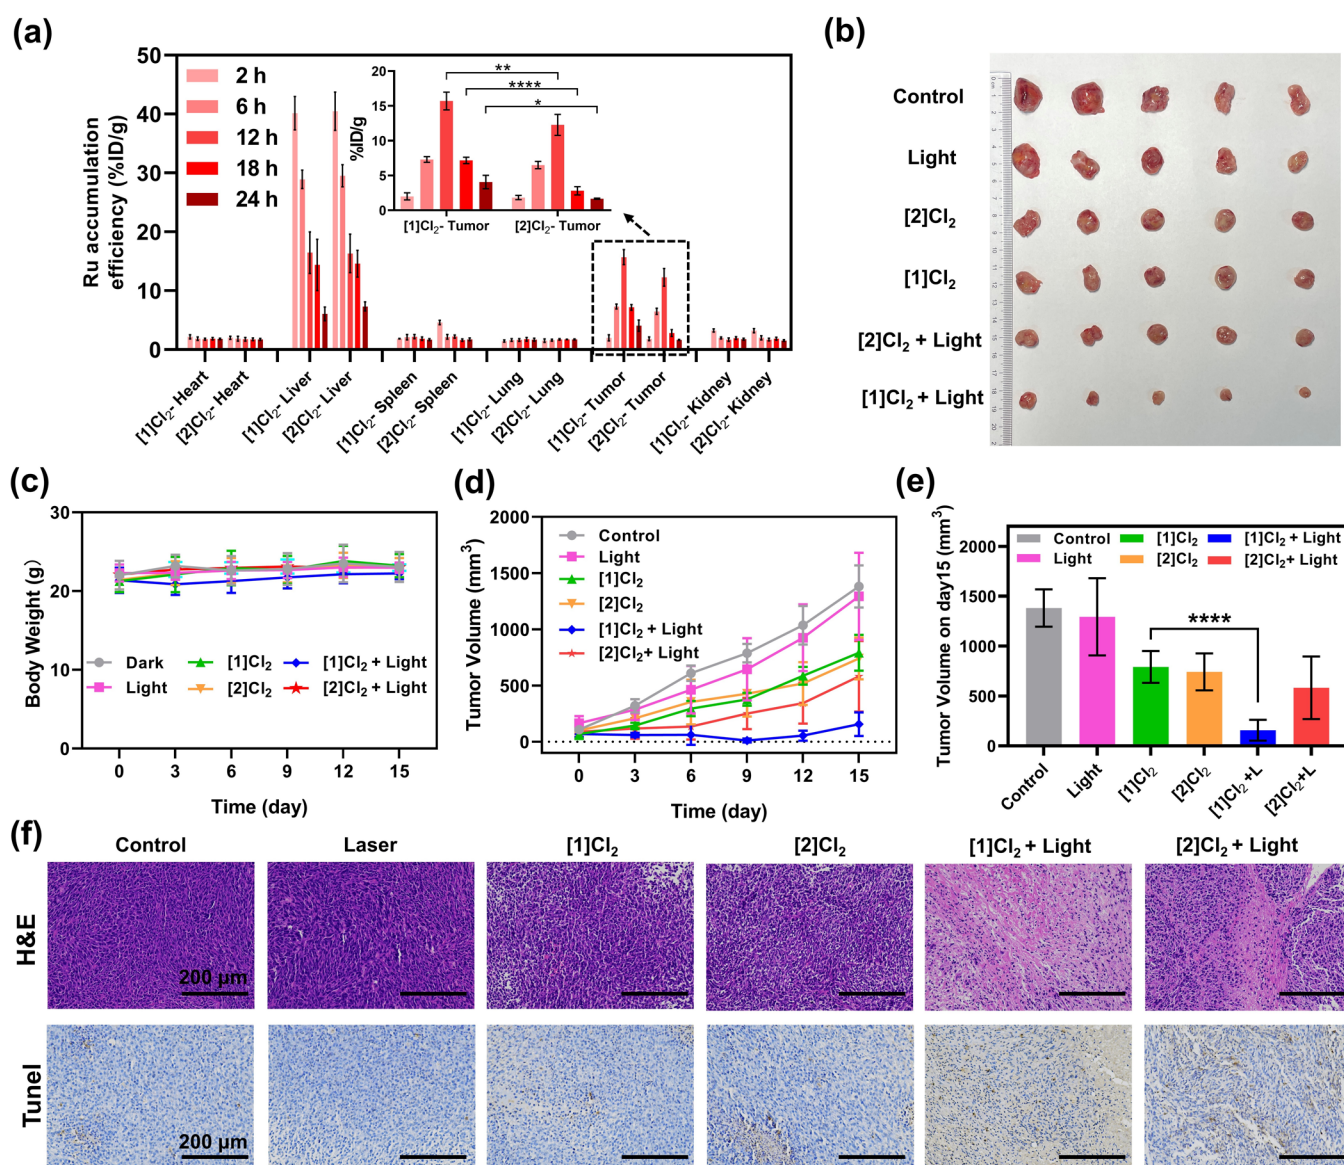 (a)
Ru accumulation
efficiency (%ID/g)
50
40
30
20
10
0
2 h
6 h
12 h
18 h
24 h
%ID/g
20
15
10
5
0
**
****
*
[1]Cl₂- Tumor
[2]Cl₂- Tumor
[1]Cl₂- Heart
[2]Cl₂- Heart
[1]Cl₂- Liver
[2]Cl₂- Liver
[1]Cl₂- Spleen
[2]Cl₂- Spleen
[1]Cl₂- Lung
[2]Cl₂- Lung
[1]Cl₂- Tumor
[2]Cl₂- Tumor
[1]Cl₂- Kidney
[2]Cl₂- Kidney
(b)
Control
Light
[2]Cl₂
[1]Cl₂
[2]Cl₂ + Light
[1]Cl₂ + Light
(c)
Body Weight (g)
30
20
10
0
Dark
[1]Cl₂
[1]Cl₂ + Light
Light
[2]Cl₂
[2]Cl₂ + Light
0 3 6 9 12 15
Time (day)
(d)
Tumor Volume (mm³)
2000
1500
1000
500
0
Control
Light
[1]Cl₂
[2]Cl₂
[1]Cl₂ + Light
[2]Cl₂+ Light
0 3 6 9 12 15
Time (day)
(e)
Tumor Volume on day15 (mm³)
2000
1500
1000
500
0
Control
[1]Cl₂
[1]Cl₂ + Light
Light
[2]Cl₂
[2]Cl₂+ Light
****
Control
Light
[1]Cl₂
[2]Cl₂
[1]Cl₂+L
[2]Cl₂+L
(f)
Control
Laser
[1]Cl₂
[2]Cl₂
[1]Cl₂ + Light
[2]Cl₂ + Light
H&E
200 µm
Tunel
200 µm